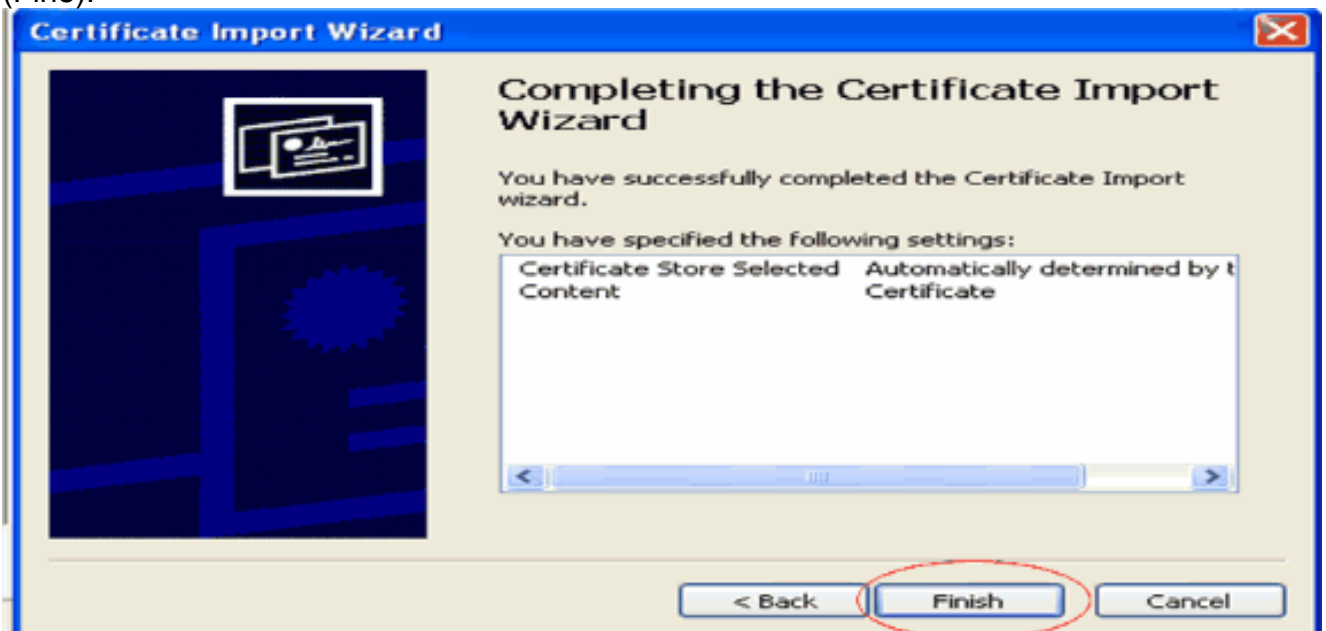 (Fine).
Certificate Import Wizard
Completing the Certificate Import
Wizard
You have successfully completed the Certificate Import
wizard.
You have specified the following settings:
Certificate Store Selected Automatically determined by t
Content Certificate
< Back Finish Cancel